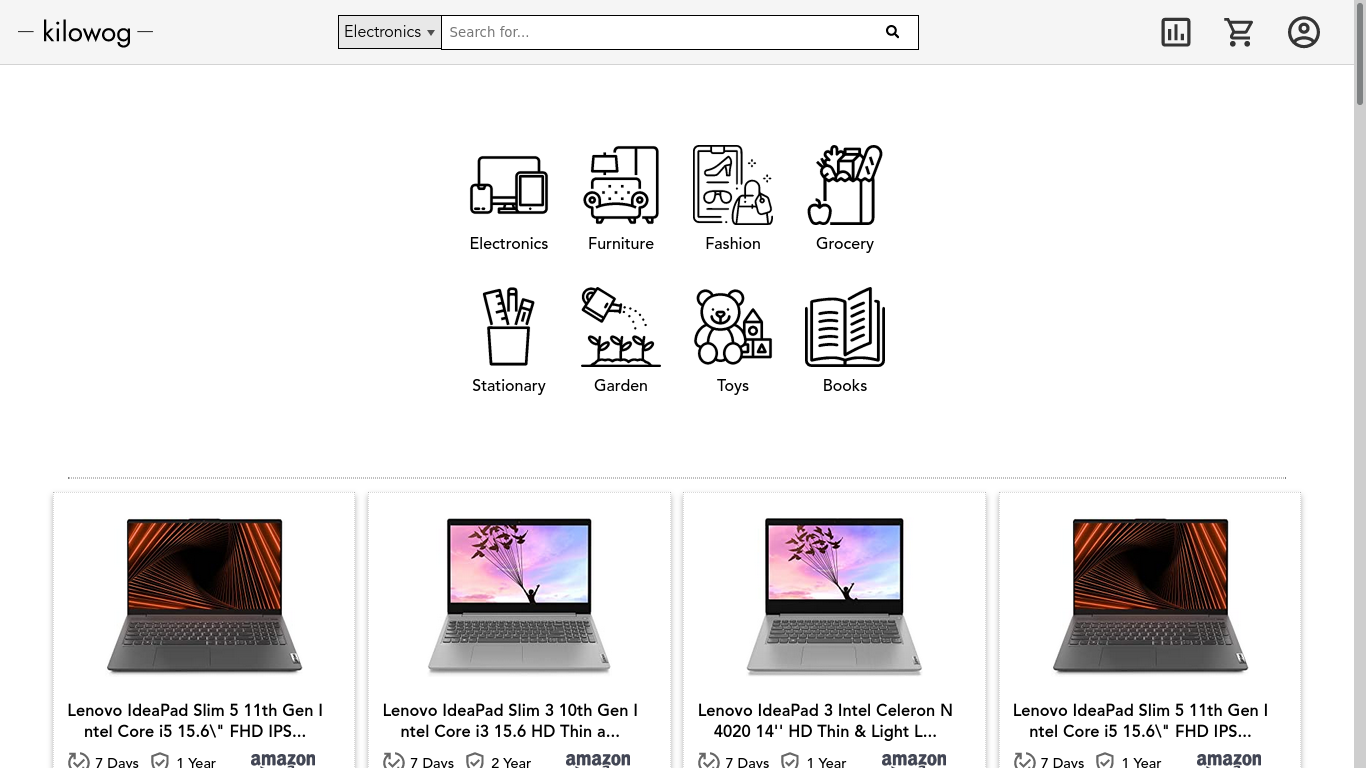 kilowog
Electronics ▾
Search for...
Electronics
Furniture
Fashion
Grocery
Stationary
Garden
Toys
Books
Lenovo IdeaPad Slim 5 11th Gen I
ntel Core i5 15.6\" FHD IPS...
7 Days
1 Year
amazon
Lenovo IdeaPad Slim 3 10th Gen I
ntel Core i3 15.6 HD Thin a...
7 Days
2 Year
amazon
Lenovo IdeaPad 3 Intel Celeron N
4020 14'' HD Thin & Light L...
7 Days
1 Year
amazon
Lenovo IdeaPad Slim 5 11th Gen I
ntel Core i5 15.6\" FHD IPS...
7 Days
1 Year
amazon